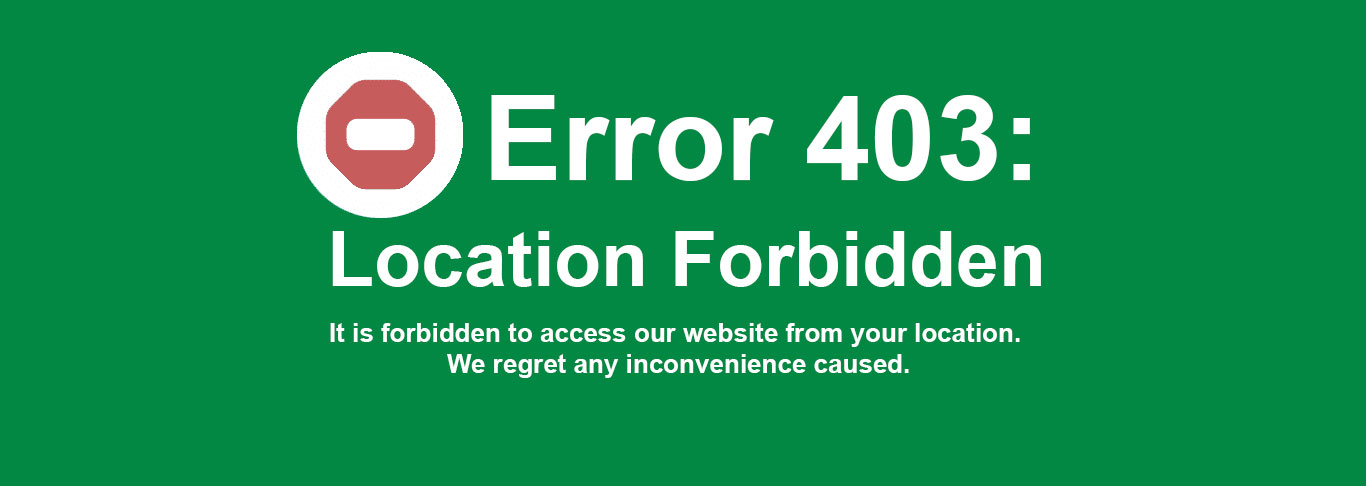 Error 403:
Location Forbidden
It is forbidden to access our website from your location.
We regret any inconvenience caused.